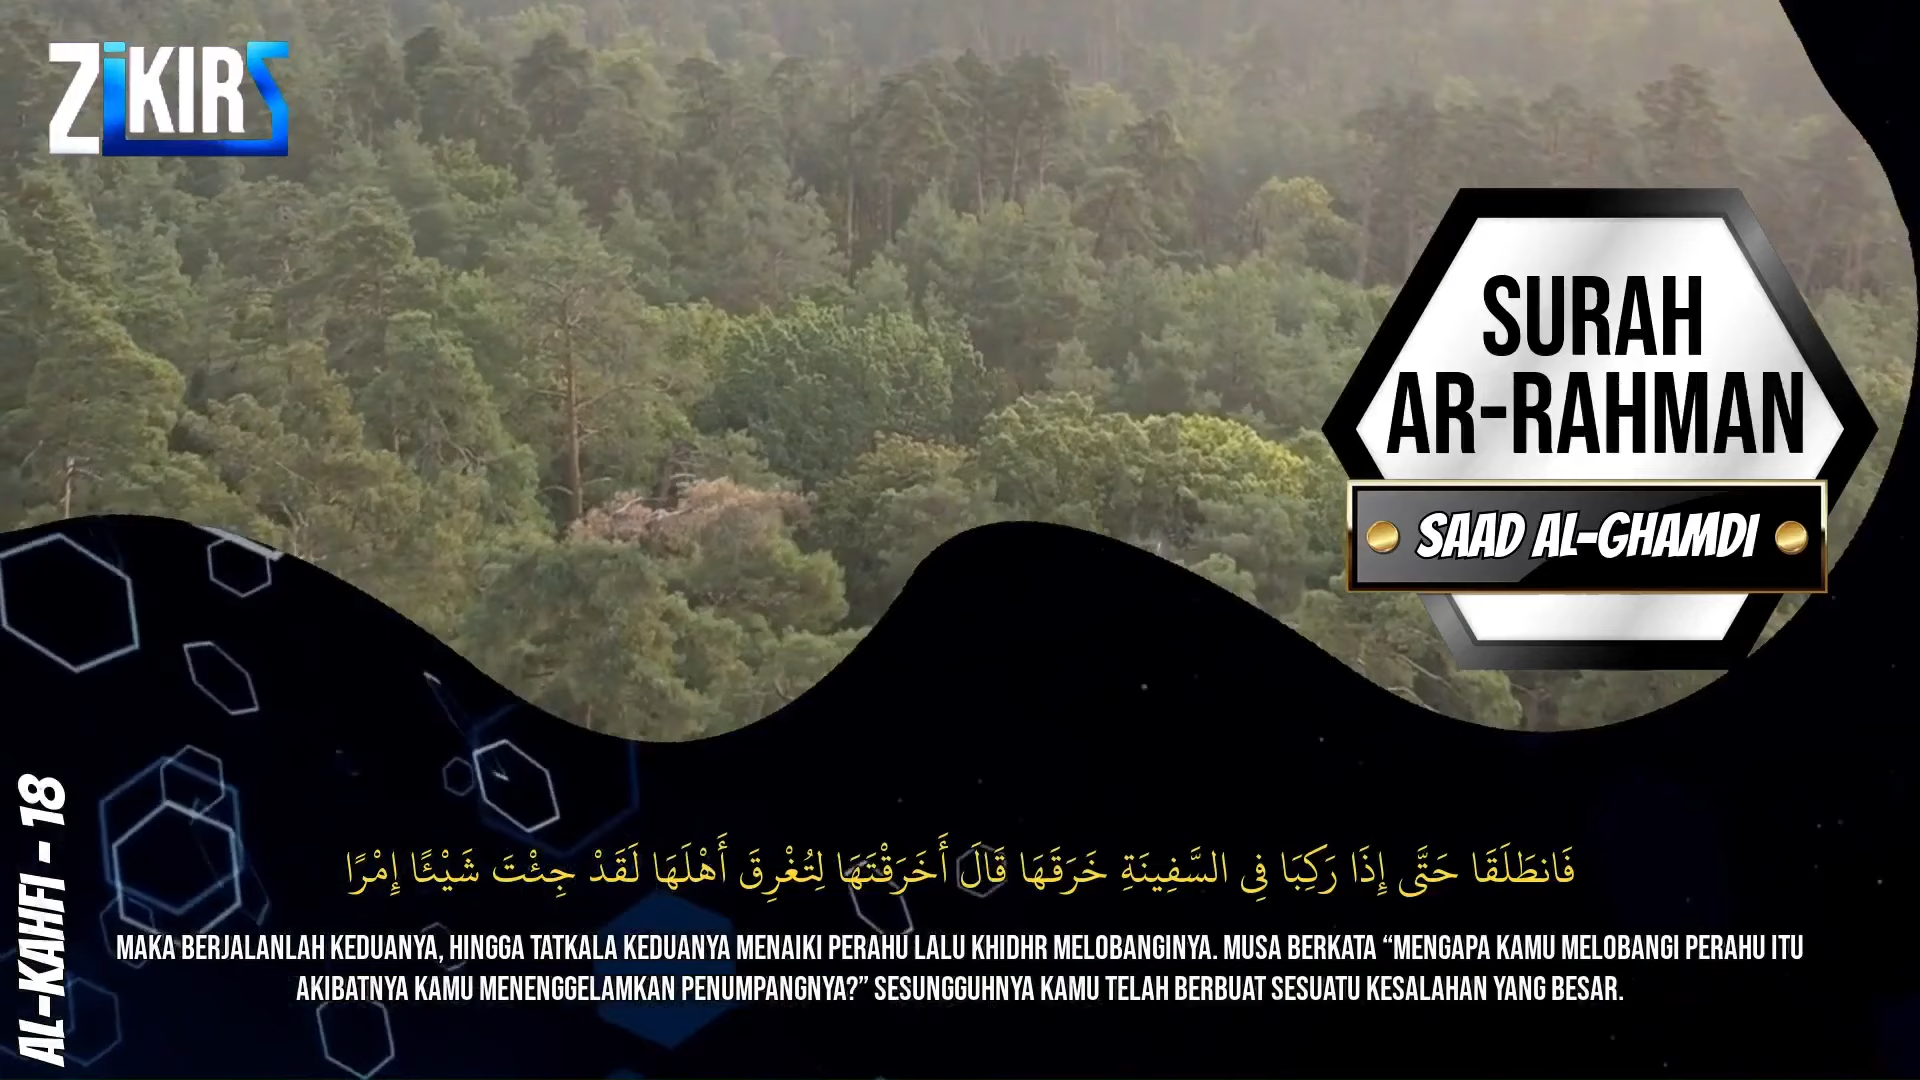 ZIKIRS
SURAH
AR-RAHMAN
SAAD AL-GHAMDI
AL-KAHFI - 18
فَانطَلَقَا حَتَّى إِذَا رَكِبَا فِي السَّفِينَةِ خَرَقَهَا قَالَ أَخَرَقْتَهَا لِتُغْرِقَ أَهْلَهَا لَقَدْ جِئْتَ شَيْئًا إِمْرًا
MAKA BERJALANLAH KEDUANYA, HINGGA TATKALA KEDUANYA MENAIKI PERAHU LALU KHIDHR MELOBANGINYA. MUSA BERKATA “MENGAPA KAMU MELOBANGI PERAHU ITU
AKIBATNYA KAMU MENENGGELAMKAN PENUMPANGNYA?” SESUNGGUHNYA KAMU TELAH BERBUAT SESUATU KESALAHAN YANG BESAR.